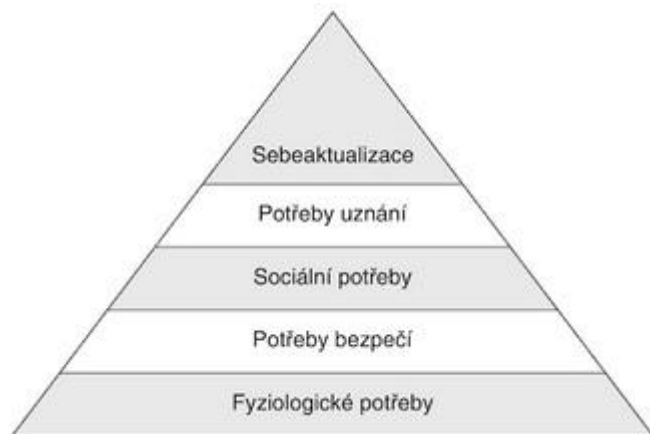 Sebeaktualizace
Potřeby uznání
Sociální potřeby
Potřeby bezpečí
Fyziologické potřeby